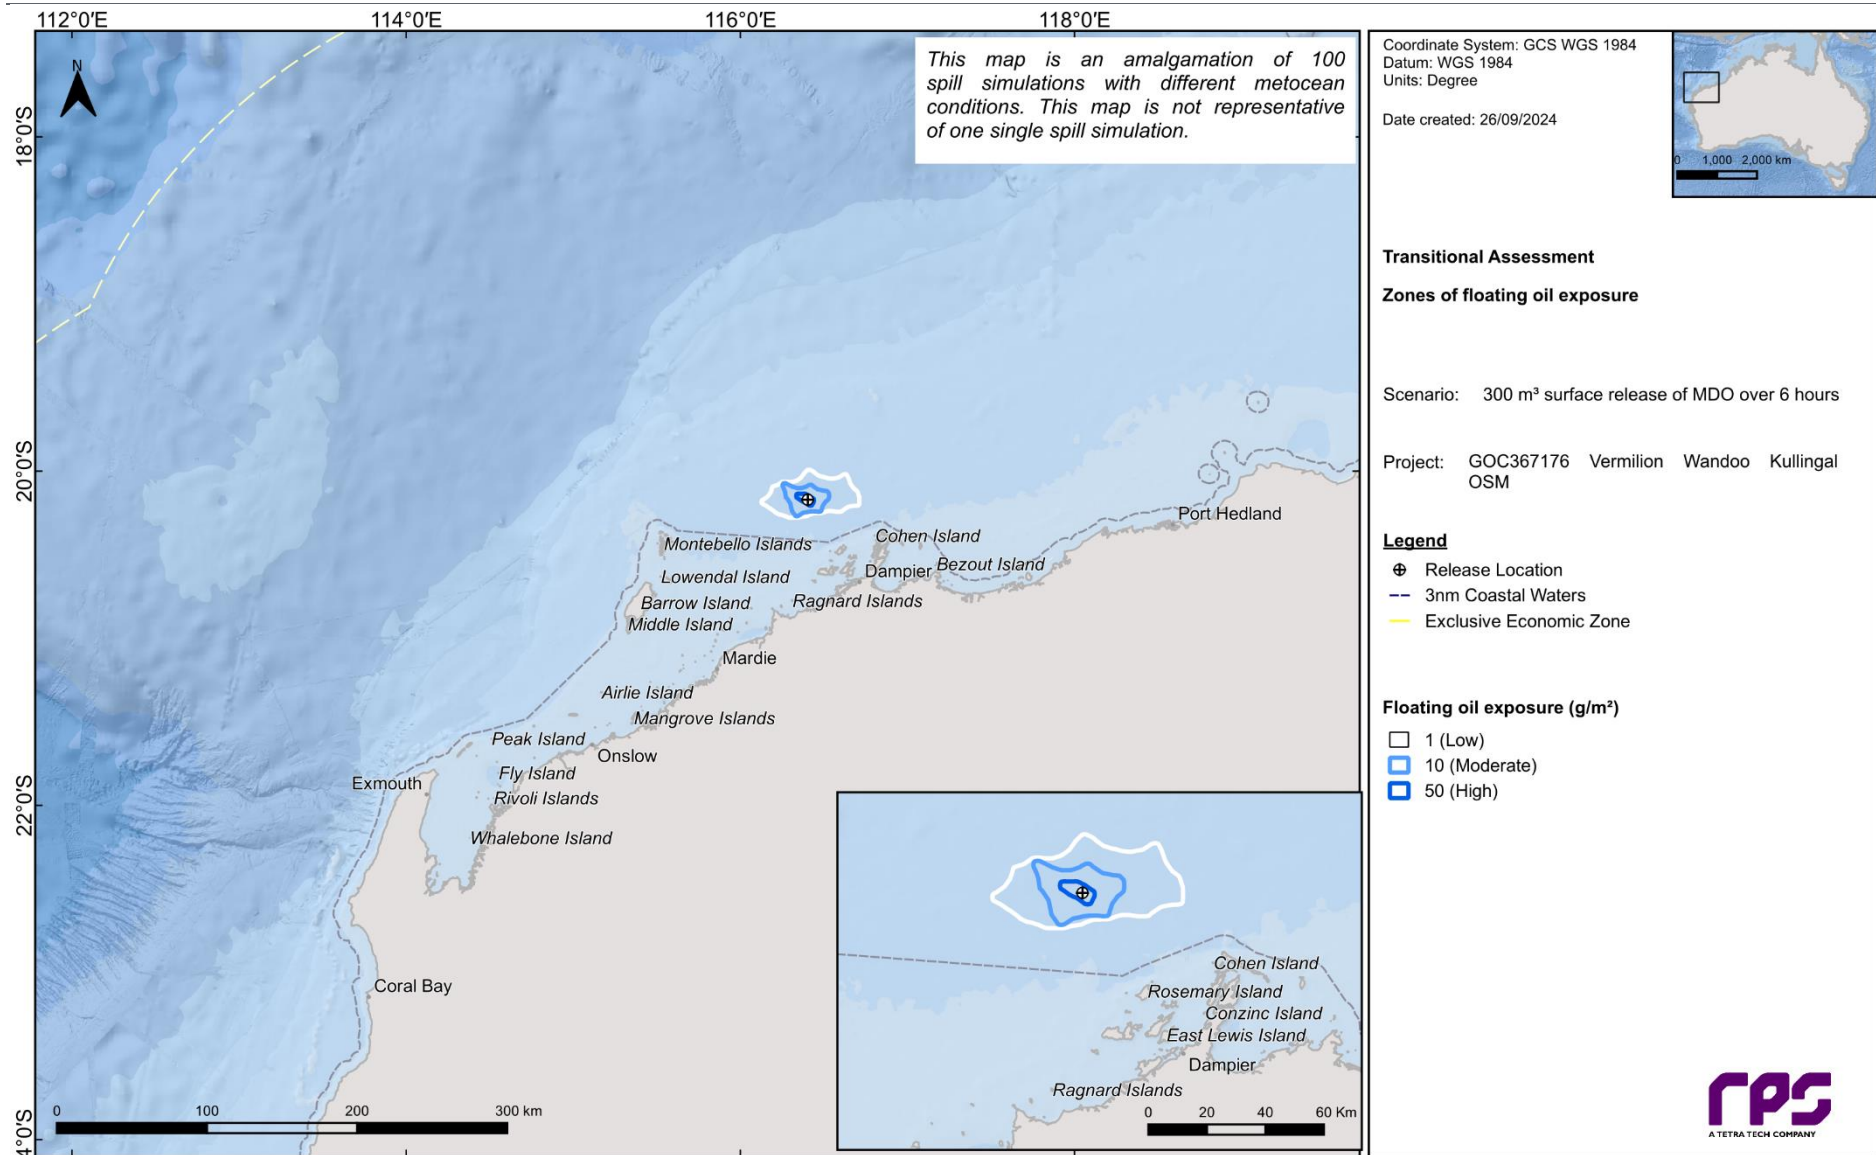 112°0'E
114°0'E
116°0'E
118°0'E
18°0'S
20°0'S
22°0'S
4°0'S
N
This map is an amalgamation of 100
spill simulations with different metocean
conditions. This map is not representative
of one single spill simulation.
Port Hedland
Cohen Island
Montebello Islands
Bezout Island
Dampier
Lowendal Island
Ragnard Islands
Barrow Island
Middle Island
Mardie
Airlie Island
Mangrove Islands
Peak Island
Onslow
Fly Island
Exmouth
Rivoli Islands
Whalebone Island
Coral Bay
0 100 200 300 km
Cohen Island
Rosemary Island
Conzinc Island
East Lewis Island
Dampier
Ragnard Islands
0 20 40 60 Km
Coordinate System: GCS WGS 1984
Datum: WGS 1984
Units: Degree
Date created: 26/09/2024
0 1,000 2,000 km
Transitional Assessment
Zones of floating oil exposure
Scenario: 300 m³ surface release of MDO over 6 hours
Project: GOC367176 Vermilion Wandoo Kullingal
OSM
Legend
Release Location
3nm Coastal Waters
Exclusive Economic Zone
Floating oil exposure (g/m²)
1 (Low)
10 (Moderate)
50 (High)
rps
A TETRA TECH COMPANY